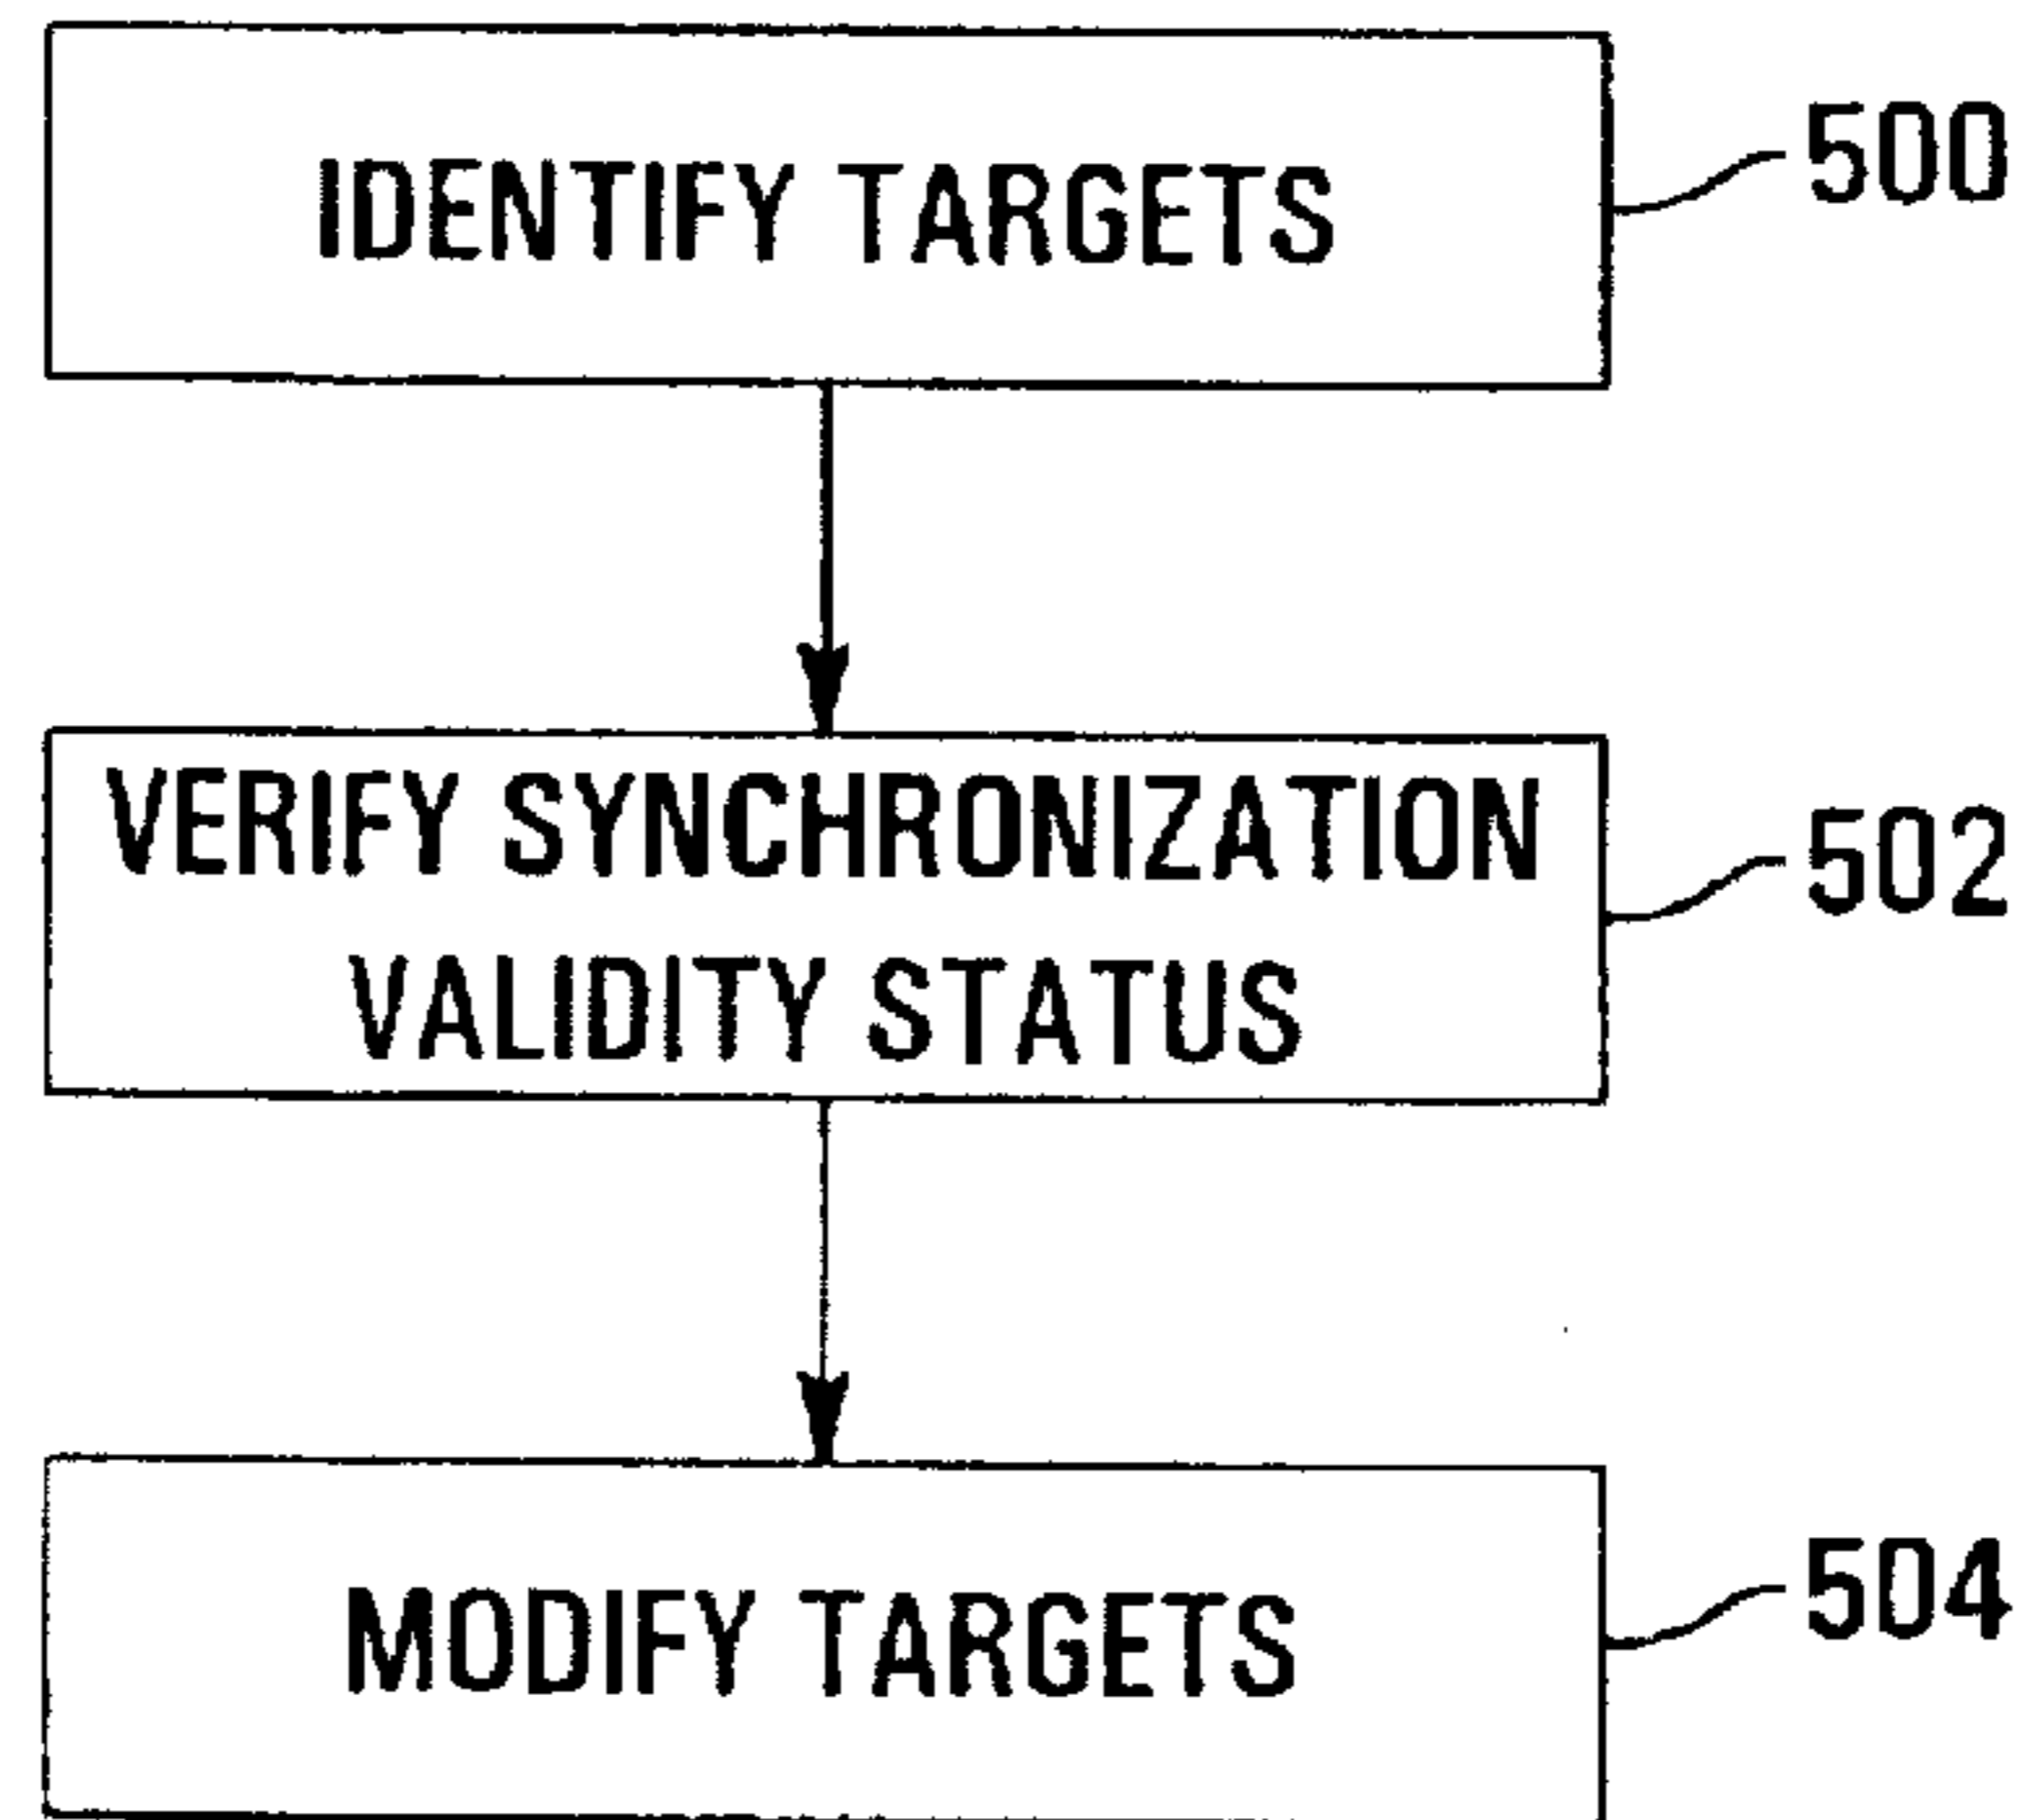 IDENTIFY TARGETS
500
VERIFY SYNCHRONIZATION
VALIDITY STATUS
502
MODIFY TARGETS
504